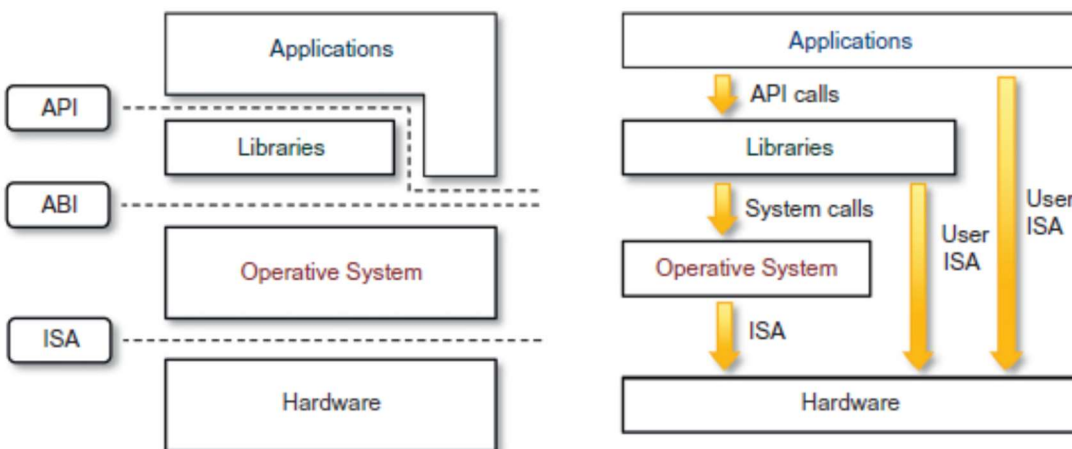 Applications
API
Libraries
ABI
Operative System
ISA
Hardware
Applications
API calls
Libraries
System calls
User
ISA
User
ISA
Operative System
ISA
Hardware